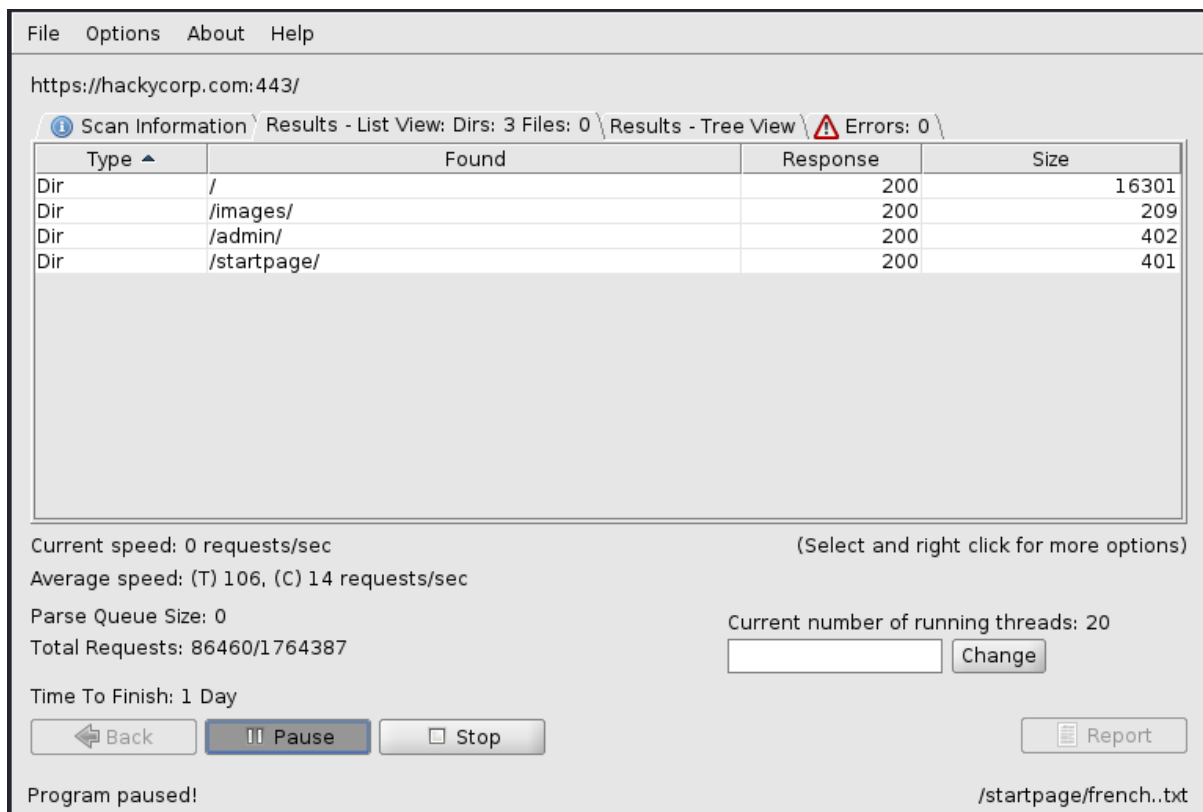 File Options About Help
https://hackycorp.com:443/
Scan Information Results - List View: Dirs: 3 Files: 0 Results - Tree View Errors: 0
Type Found Response Size
Dir / 200 16301
Dir /images/ 200 209
Dir /admin/ 200 402
Dir /startpage/ 200 401
Current speed: 0 requests/sec (Select and right click for more options)
Average speed: (T) 106, (C) 14 requests/sec
Parse Queue Size: 0
Current number of running threads: 20
Total Requests: 86460/1764387
Change
Time To Finish: 1 Day
Back Pause Stop Report
Program paused! /startpage/french..txt